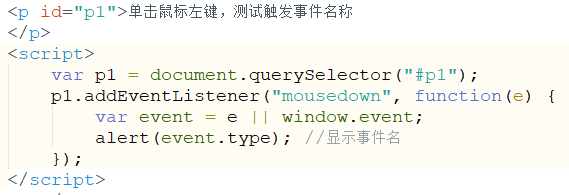 <p id="p1">单击鼠标左键，测试触发事件名称
</p>
<script>
    var p1 = document.querySelector("#p1");
    p1.addEventListener("mousedown", function(e) {
        var event = e || window.event;
        alert(event.type); //显示事件名
    });
</script>